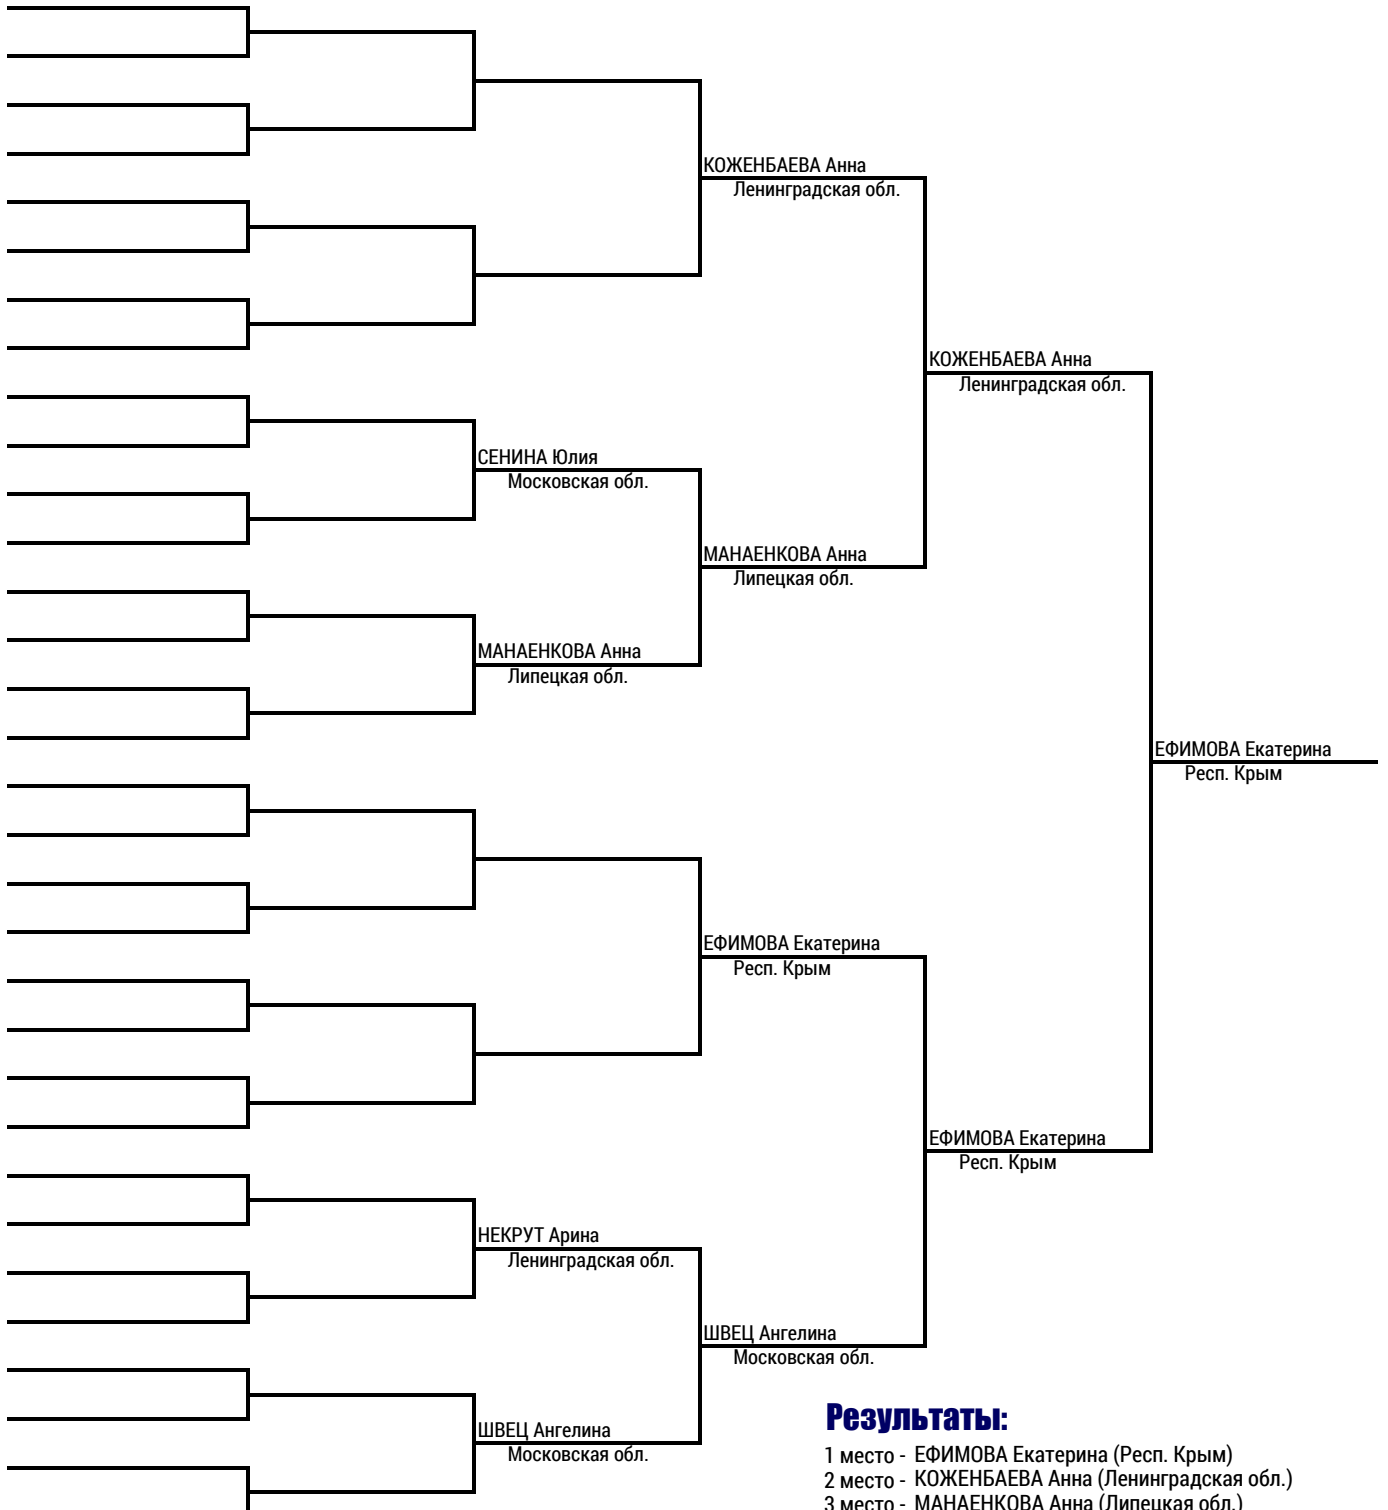 КОЖЕНБАЕВА Анна
Ленинградская обл.
КОЖЕНБАЕВА Анна
Ленинградская обл.
СЕНИНА Юлия
Московская обл.
МАНАЕНКОВА Анна
Липецкая обл.
МАНАЕНКОВА Анна
Липецкая обл.
ЕФИМОВА Екатерина
Респ. Крым
ЕФИМОВА Екатерина
Респ. Крым
ЕФИМОВА Екатерина
Респ. Крым
НЕКРУТ Арина
Ленинградская обл.
ШВЕЦ Ангелина
Московская обл.
ШВЕЦ Ангелина
Московская обл.
Результаты:
1 место - ЕФИМОВА Екатерина (Респ. Крым)
2 место - КОЖЕНБАЕВА Анна (Ленинградская обл.)
3 место - МАНАЕНКОВА Анна (Липецкая обл.)